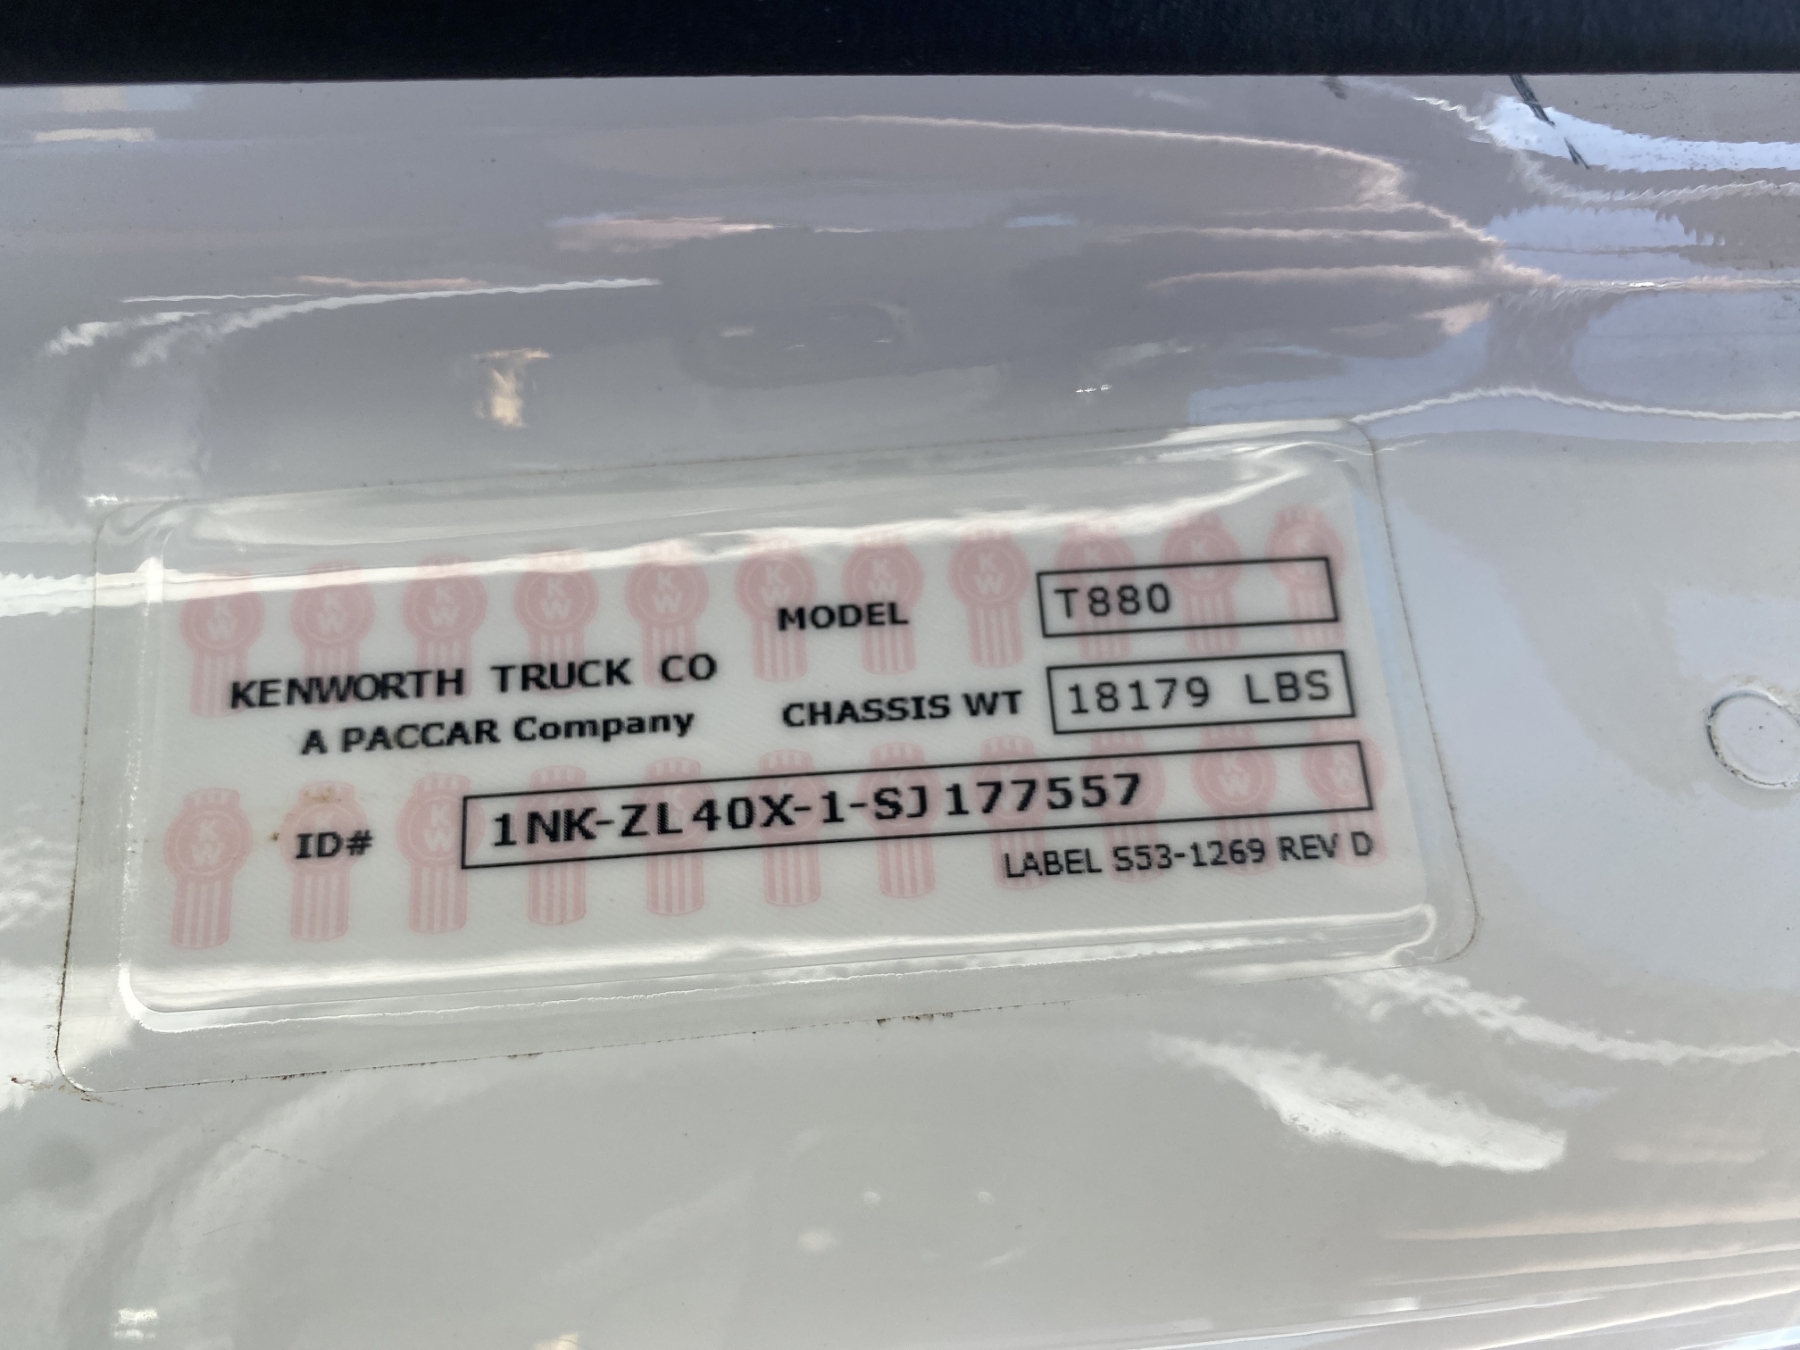 MODEL T880
KENWORTH TRUCK CO
A PACCAR Company
CHASSIS WT 18179 LBS
ID# 1NK-ZL40X-1-SJ177557
LABEL S53-1269 REV D